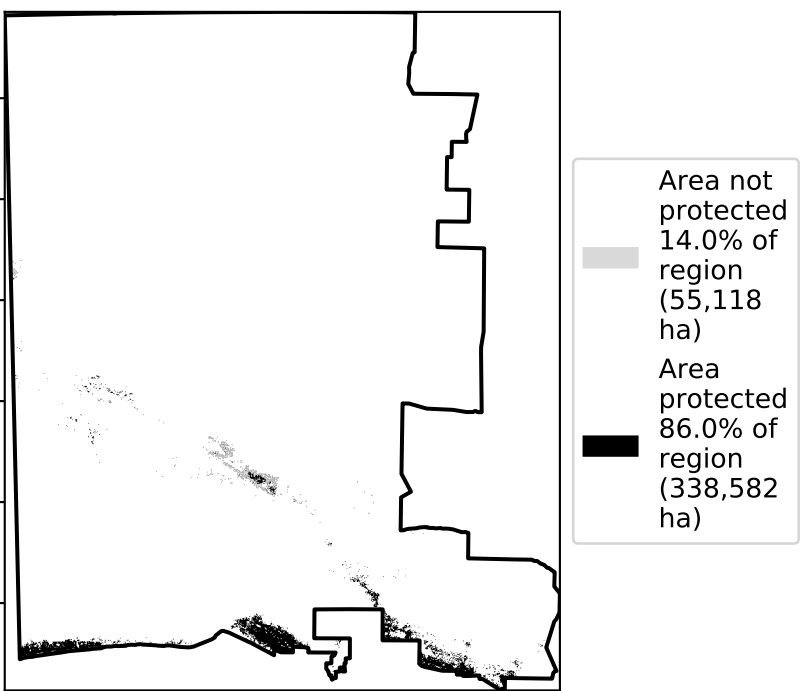 Area not
protected
14.0% of
region
(55,118
ha)
Area
protected
86.0% of
region
(338,582
ha)